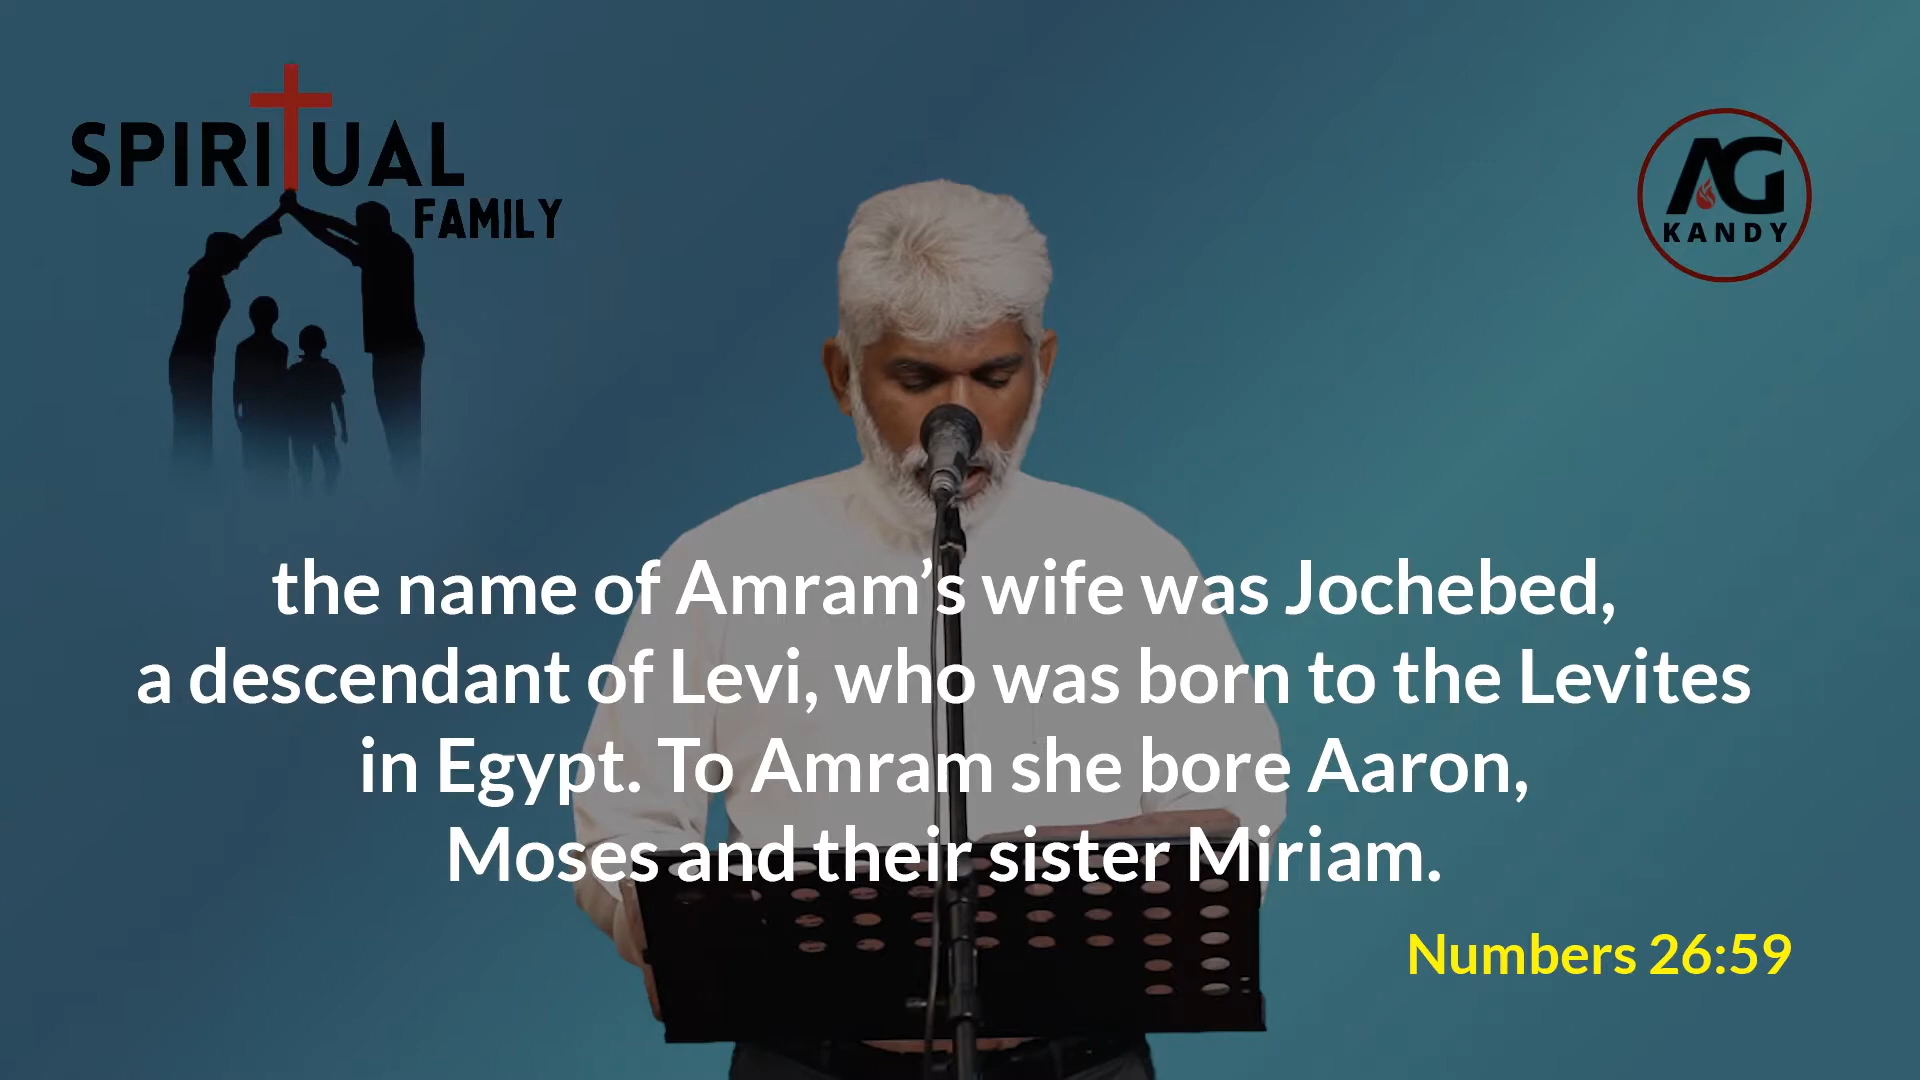 SPIRITUAL
FAMILY
AG
KANDY
the name of Amram’s wife was Jochebed,
a descendant of Levi, who was born to the Levites
in Egypt. To Amram she bore Aaron,
Moses and their sister Miriam.
Numbers 26:59